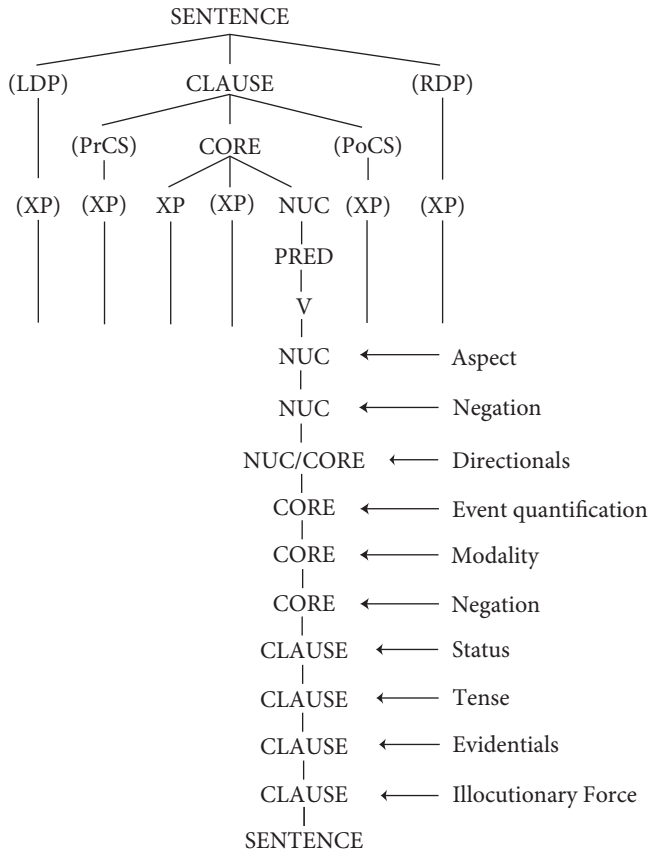 SENTENCE
(LDP) CLAUSE (RDP)
(PrCS) CORE (PoCS)
(XP) (XP) XP (XP) NUC (XP) (XP)
PRED
V
NUC Aspect
NUC Negation
NUC/CORE Directionals
CORE Event quantification
CORE Modality
CORE Negation
CLAUSE Status
CLAUSE Tense
CLAUSE Evidentials
CLAUSE Illocutionary Force
SENTENCE